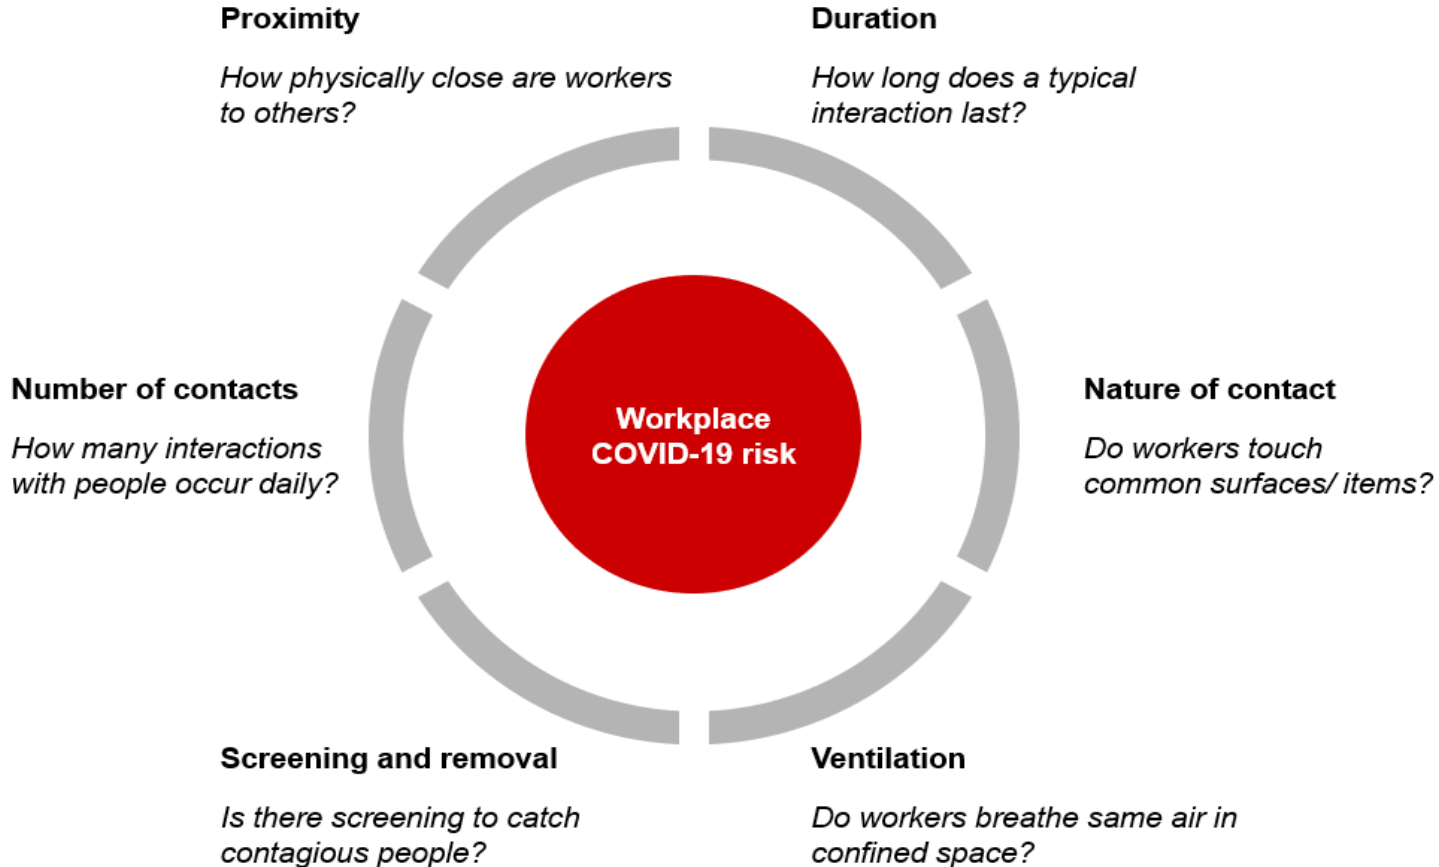 Proximity
How physically close are workers
to others?
Duration
How long does a typical
interaction last?
Number of contacts
How many interactions
with people occur daily?
Workplace
COVID-19 risk
Nature of contact
Do workers touch
common surfaces/ items?
Screening and removal
Is there screening to catch
contagious people?
Ventilation
Do workers breathe same air in
confined space?